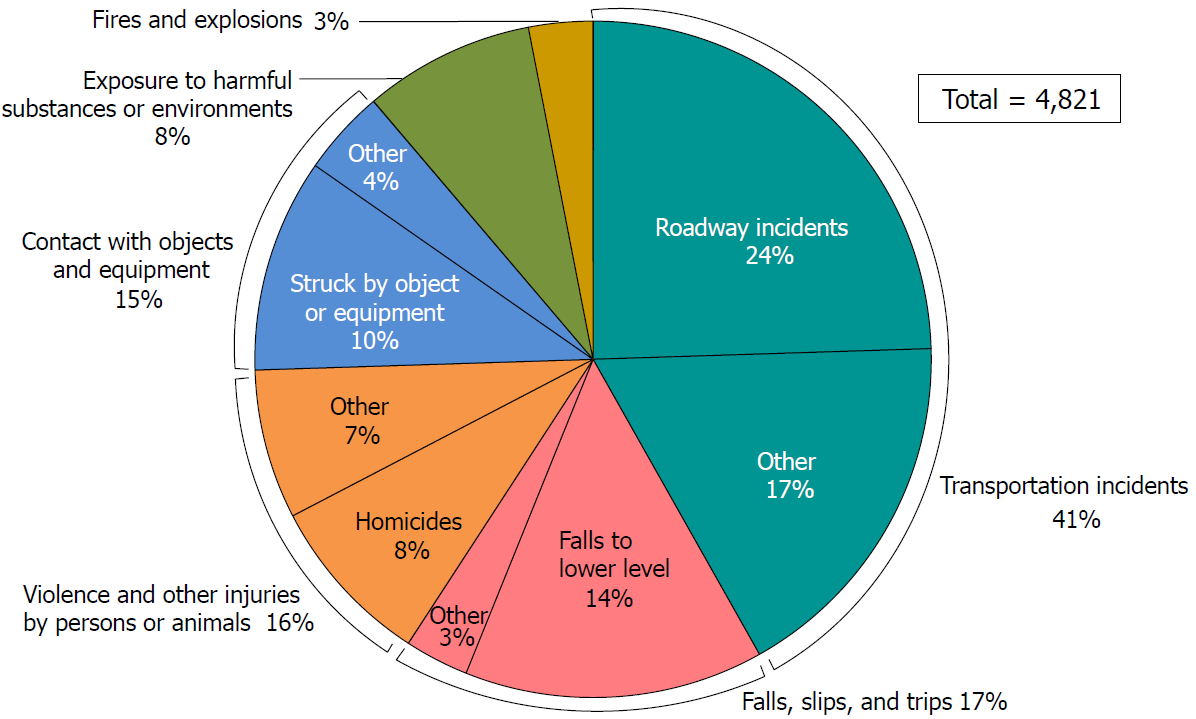 Fires and explosions 3%
Exposure to harmful
substances or environments
8%
Total = 4,821
Other
4%
Roadway incidents
24%
Contact with objects
and equipment
15%
Struck by object
or equipment
10%
Other
7%
Other
17%
Transportation incidents
41%
Homicides
8%
Falls to
lower level
14%
Violence and other injuries
by persons or animals 16%
Other
3%
Falls, slips, and trips 17%